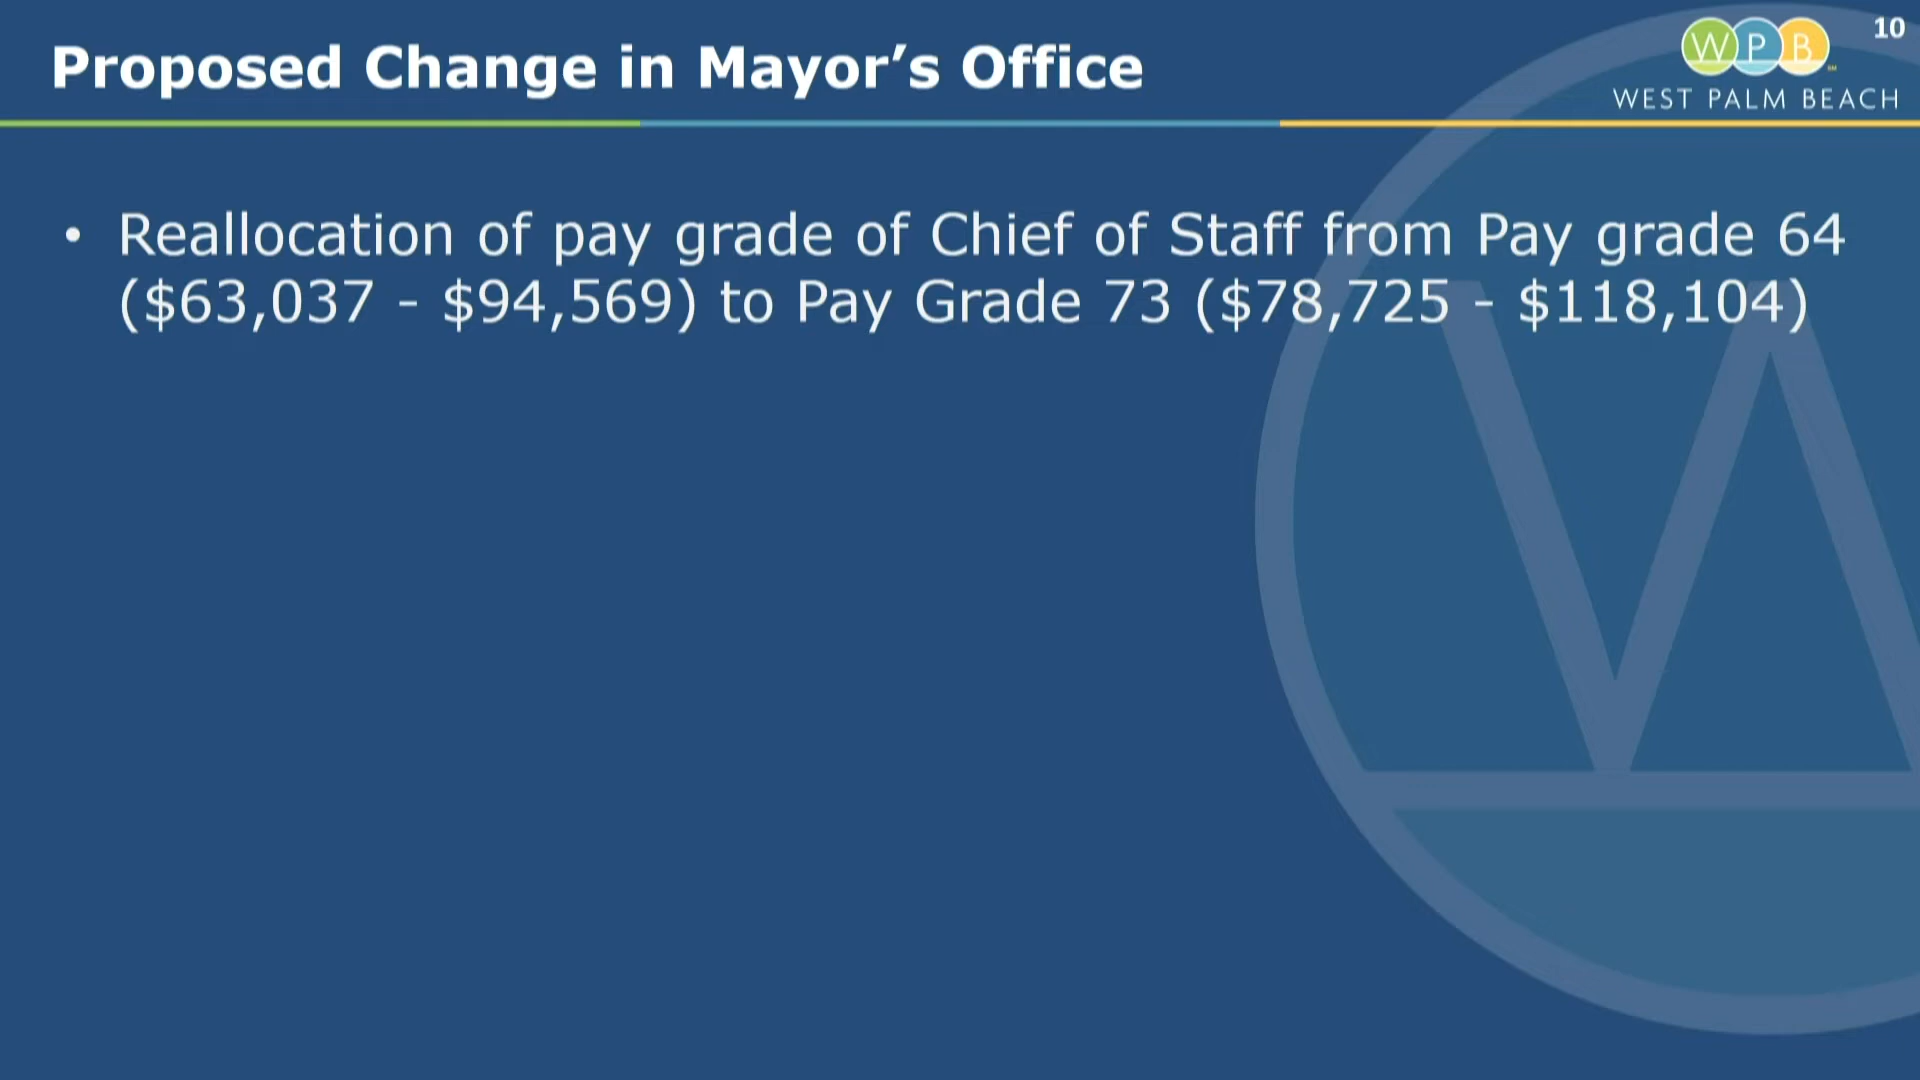 Proposed Change in Mayor’s Office
W P B
10
WEST PALM BEACH
• Reallocation of pay grade of Chief of Staff from Pay grade 64
($63,037 - $94,569) to Pay Grade 73 ($78,725 - $118,104)